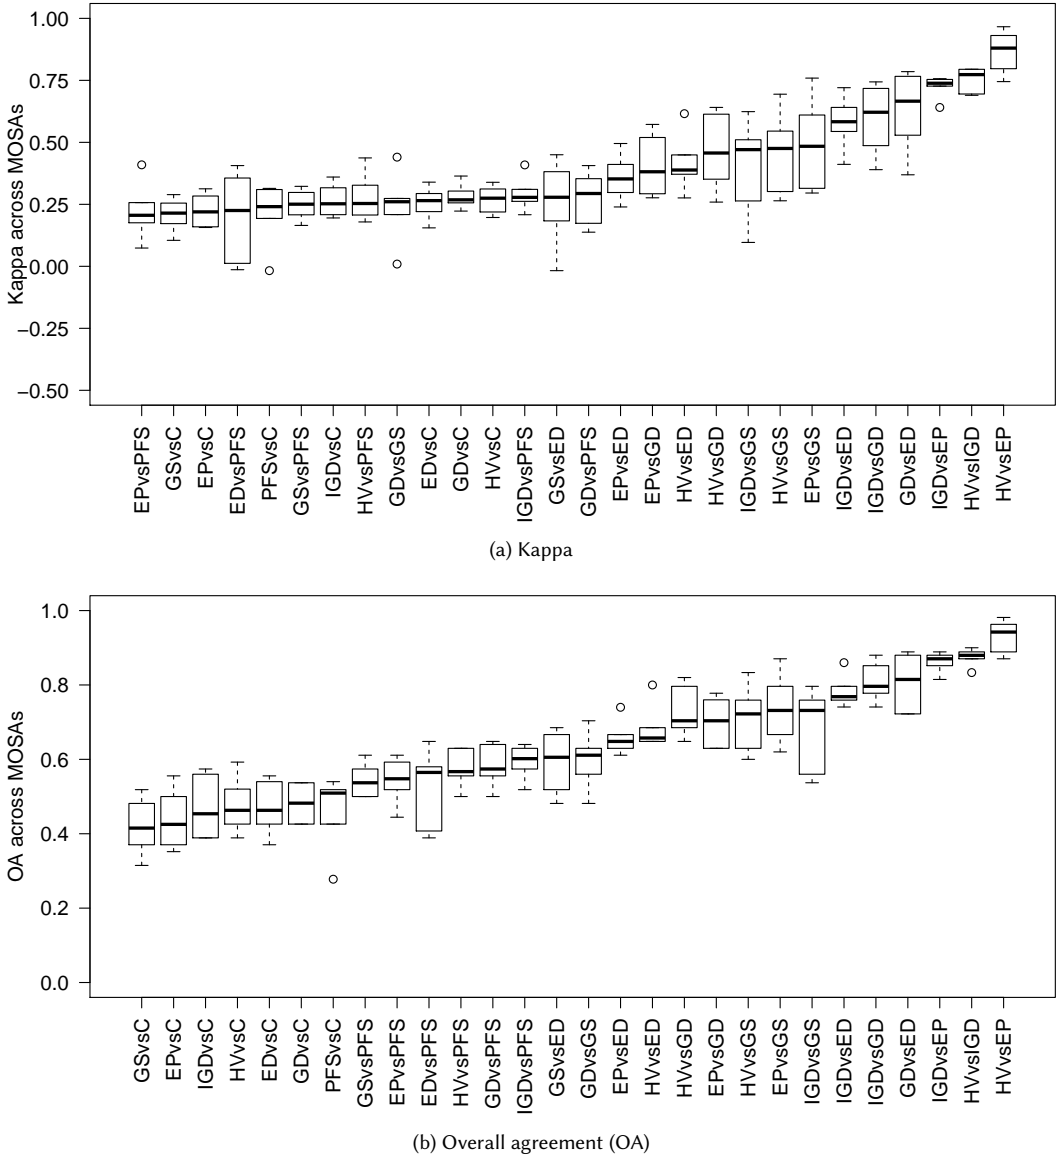 Kappa across MOSAs
1.00
0.75
0.50
0.25
0.00
−0.25
−0.50
EPvsPFS
GSvsC
EPvsC
EDvsPFS
PFSvsC
GSvsPFS
IGDvsC
HVvsPFS
GDvsGS
EDvsC
GDvsC
HVvsC
IGDvsPFS
GSvsED
GDvsPFS
EPvsED
EPvsGD
HVvsED
HVvsGD
IGDvsGS
HVvsGS
EPvsGS
IGDvsED
IGDvsGD
GDvsED
IGDvsEP
HVvsIGD
HVvsEP
(a) Kappa
OA across MOSAs
1.0
0.8
0.6
0.4
0.2
0.0
GSvsC
EPvsC
IGDvsC
HVvsC
EDvsC
GDvsC
PFSvsC
GSvsPFS
EPvsPFS
EDvsPFS
HVvsPFS
GDvsPFS
IGDvsPFS
GSvsED
GDvsGS
EPvsED
HVvsED
HVvsGD
EPvsGD
HVvsGS
EPvsGS
IGDvsGS
IGDvsED
IGDvsGD
GDvsED
IGDvsEP
HVvsIGD
HVvsEP
(b) Overall agreement (OA)